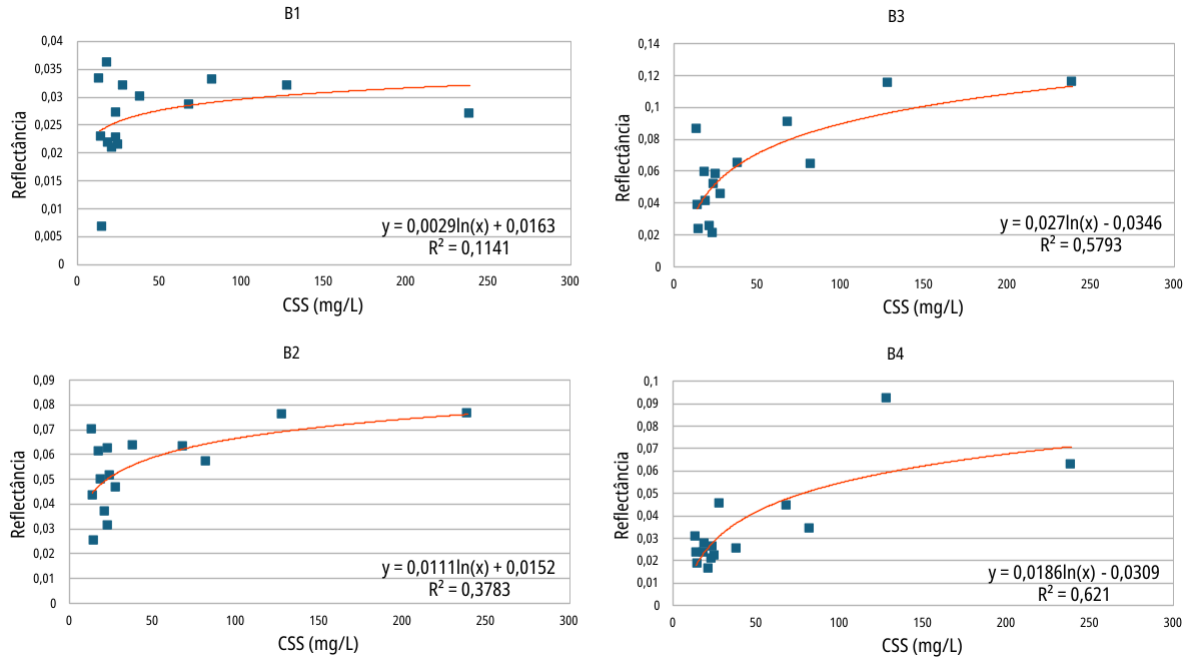 B1
Reflectância
0,04
0,035
0,03
0,025
0,02
0,015
0,01
0,005
0
y = 0,0029ln(x) + 0,0163
R² = 0,1141
0 50 100 150 200 250 300
CSS (mg/L)
B3
Reflectância
0,14
0,12
0,1
0,08
0,06
0,04
0,02
0
y = 0,027ln(x) - 0,0346
R² = 0,5793
0 50 100 150 200 250 300
CSS (mg/L)
B2
Reflectância
0,09
0,08
0,07
0,06
0,05
0,04
0,03
0,02
0,01
0
y = 0,0111ln(x) + 0,0152
R² = 0,3783
0 50 100 150 200 250 300
CSS (mg/L)
B4
Reflectância
0,1
0,09
0,08
0,07
0,06
0,05
0,04
0,03
0,02
0,01
0
y = 0,0186ln(x) - 0,0309
R² = 0,621
0 50 100 150 200 250 300
CSS (mg/L)